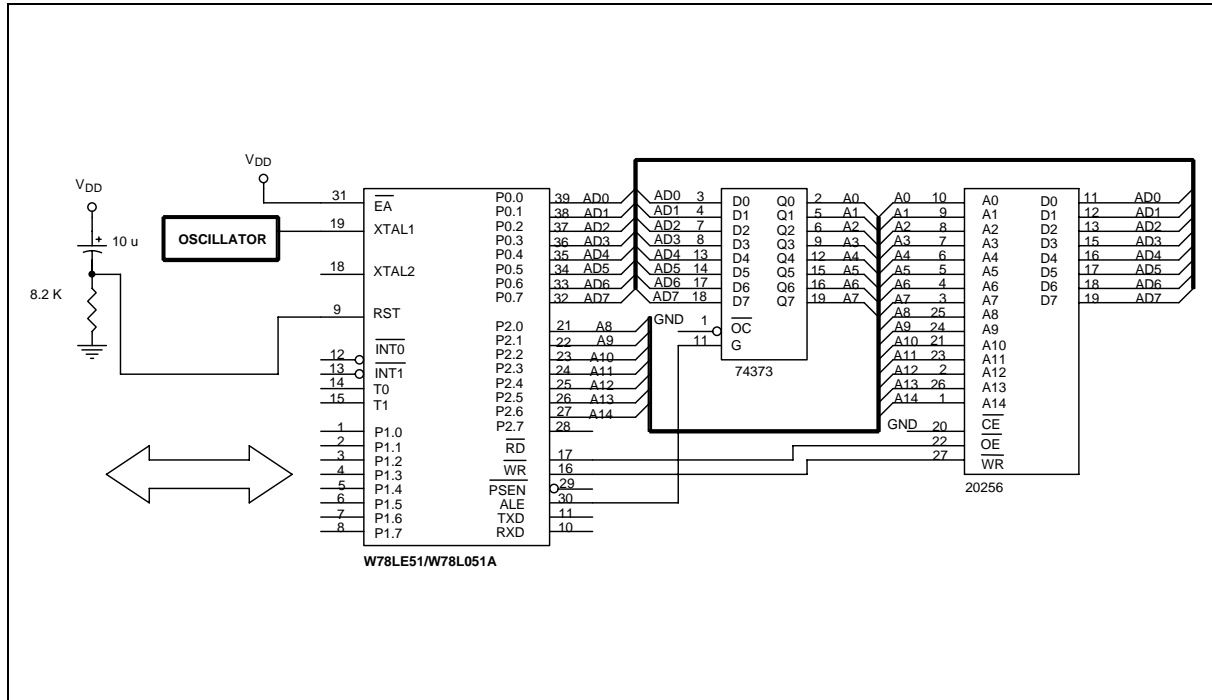 VDD
10 u
8.2 K
VDD
OSCILLATOR
31 EA
19 XTAL1
18 XTAL2
9 RST
12 INT0
13 INT1
14 T0
15 T1
1 P1.0
2 P1.1
3 P1.2
4 P1.3
5 P1.4
6 P1.5
7 P1.6
8 P1.7
P0.0 39 AD0
P0.1 38 AD1
P0.2 37 AD2
P0.3 36 AD3
P0.4 35 AD4
P0.5 34 AD5
P0.6 33 AD6
P0.7 32 AD7
P2.0 21 A8
P2.1 22 A9
P2.2 23 A10
P2.3 24 A11
P2.4 25 A12
P2.5 26 A13
P2.6 27 A14
P2.7 28
RD 17
WR 16
PSEN 29
ALE 30
TXD 11
RXD 10
W78LE51/W78L051A
AD0 3 D0 Q0 2 A0
AD1 4 D1 Q1 5 A1
AD2 7 D2 Q2 6 A2
AD3 8 D3 Q3 9 A3
AD4 13 D4 Q4 12 A4
AD5 14 D5 Q5 15 A5
AD6 17 D6 Q6 16 A6
AD7 18 D7 Q7 19 A7
GND 1 OC
11 G
74373
A0 10 A0 D0 11 AD0
A1 9 A1 D1 12 AD1
A2 8 A2 D2 13 AD2
A3 7 A3 D3 15 AD3
A4 6 A4 D4 16 AD4
A5 5 A5 D5 17 AD5
A6 4 A6 D6 18 AD6
A7 3 A7 D7 19 AD7
A8 25 A8
A9 24 A9
A10 21 A10
A11 23 A11
A12 2 A12
A13 26 A13
A14 1 A14
GND 20 CE
22 OE
27 WR
20256